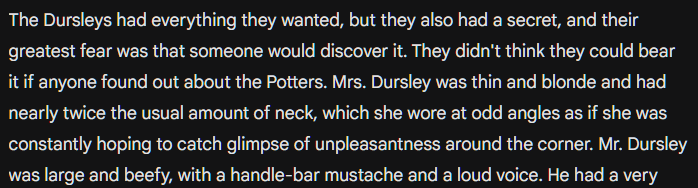 The Dursleys had everything they wanted, but they also had a secret, and their
greatest fear was that someone would discover it. They didn't think they could bear
it if anyone found out about the Potters. Mrs. Dursley was thin and blonde and had
nearly twice the usual amount of neck, which she wore at odd angles as if she was
constantly hoping to catch glimpse of unpleasantness around the corner. Mr. Dursley
was large and beefy, with a handle-bar mustache and a loud voice. He had a very